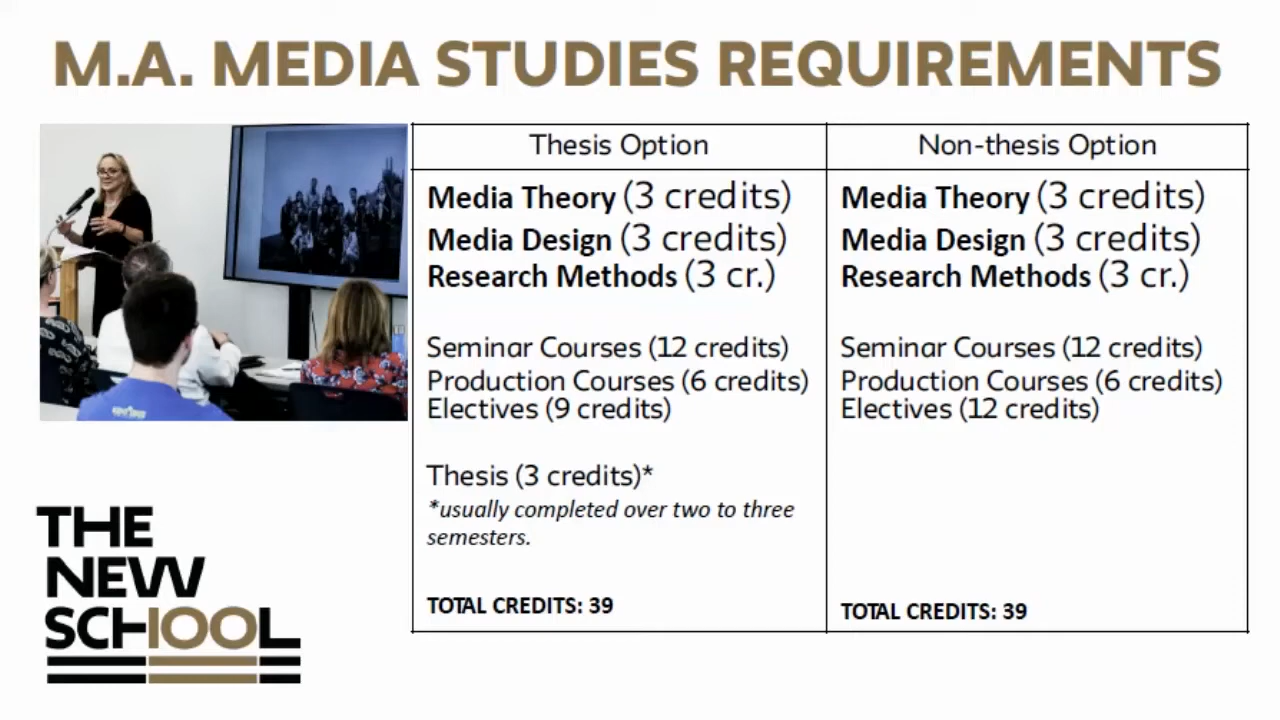 M.A. MEDIA STUDIES REQUIREMENTS
Thesis Option
Media Theory (3 credits)
Media Design (3 credits)
Research Methods (3 cr.)
Seminar Courses (12 credits)
Production Courses (6 credits)
Electives (9 credits)
Thesis (3 credits)*
*usually completed over two to three
semesters.
TOTAL CREDITS: 39
Non-thesis Option
Media Theory (3 credits)
Media Design (3 credits)
Research Methods (3 cr.)
Seminar Courses (12 credits)
Production Courses (6 credits)
Electives (12 credits)
TOTAL CREDITS: 39
THE
NEW
SCHOOL